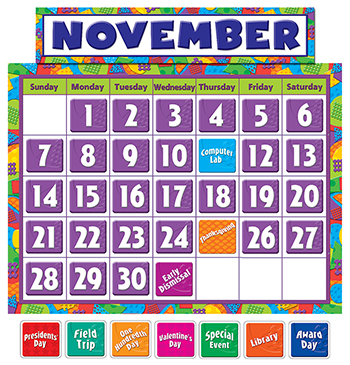 NOVEMBER
Sunday Monday Tuesday Wednesday Thursday Friday Saturday
1 2 3 4 5 6
7 8 9 10 Computer Lab 12 13
14 15 16 17 18 19 20
21 22 23 24 Thanksgiving 26 27
28 29 30 Early Dismissal
Presidents' Day
Field Trip
One Hundredth Day
Valentine's Day
Special Event
Library
Award Day